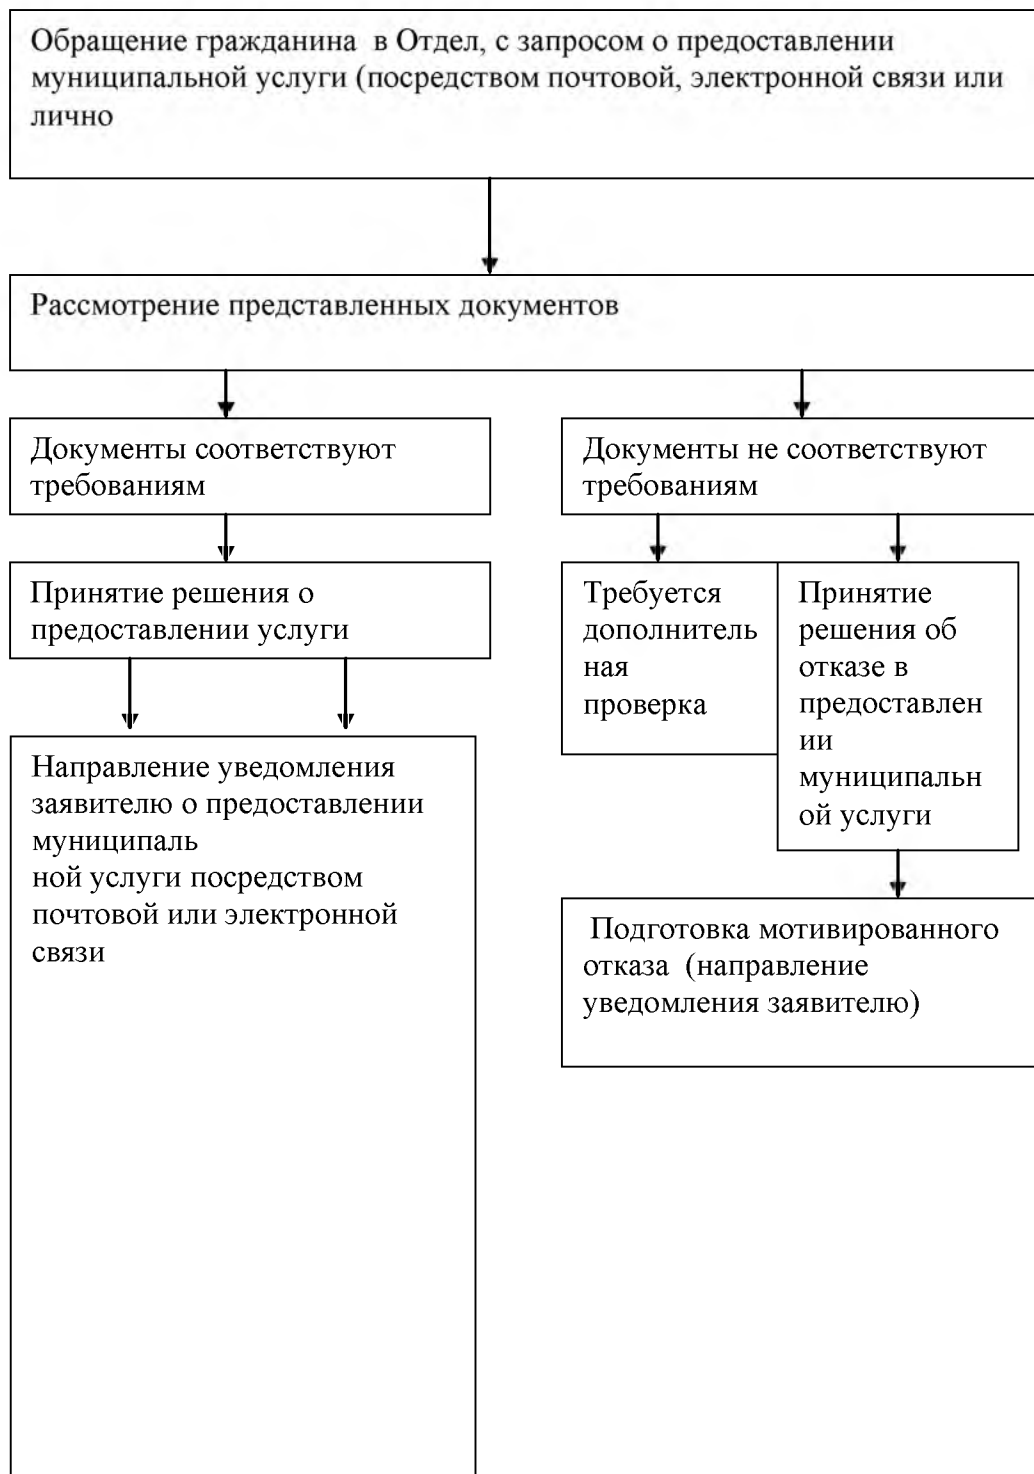 Обращение гражданина  в Отдел, с запросом о предоставлении
муниципальной услуги (посредством почтовой, электронной связи или
лично
Рассмотрение представленных документов
Документы соответствуют
требованиям
Документы не соответствуют
требованиям
Принятие решения о
предоставлении услуги
Требуется
дополнитель
ная
проверка
Принятие
решения об
отказе в
предоставлен
ии
муниципальн
ой услуги
Направление уведомления
заявителю о предоставлении
муниципаль
ной услуги посредством
почтовой или электронной
связи
Подготовка мотивированного
отказа  (направление
уведомления заявителю)